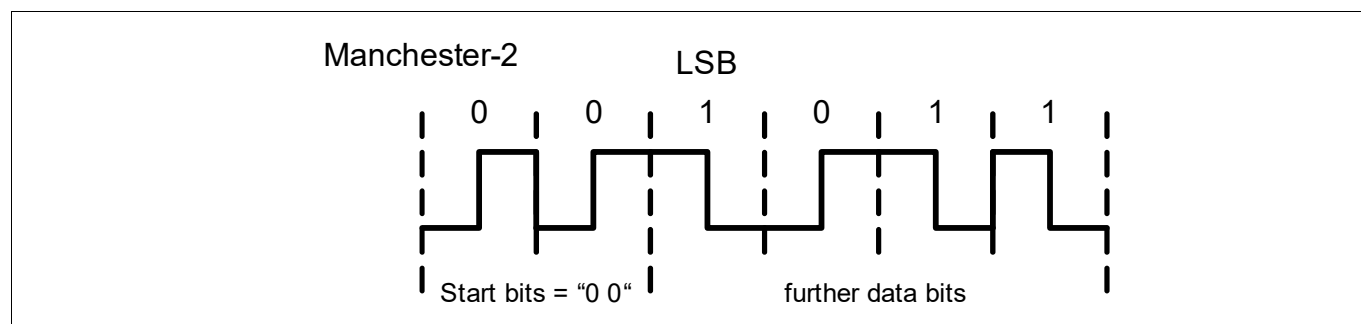 Manchester-2
LSB
0 0 1 0 1 1
Start bits = “0 0“
further data bits